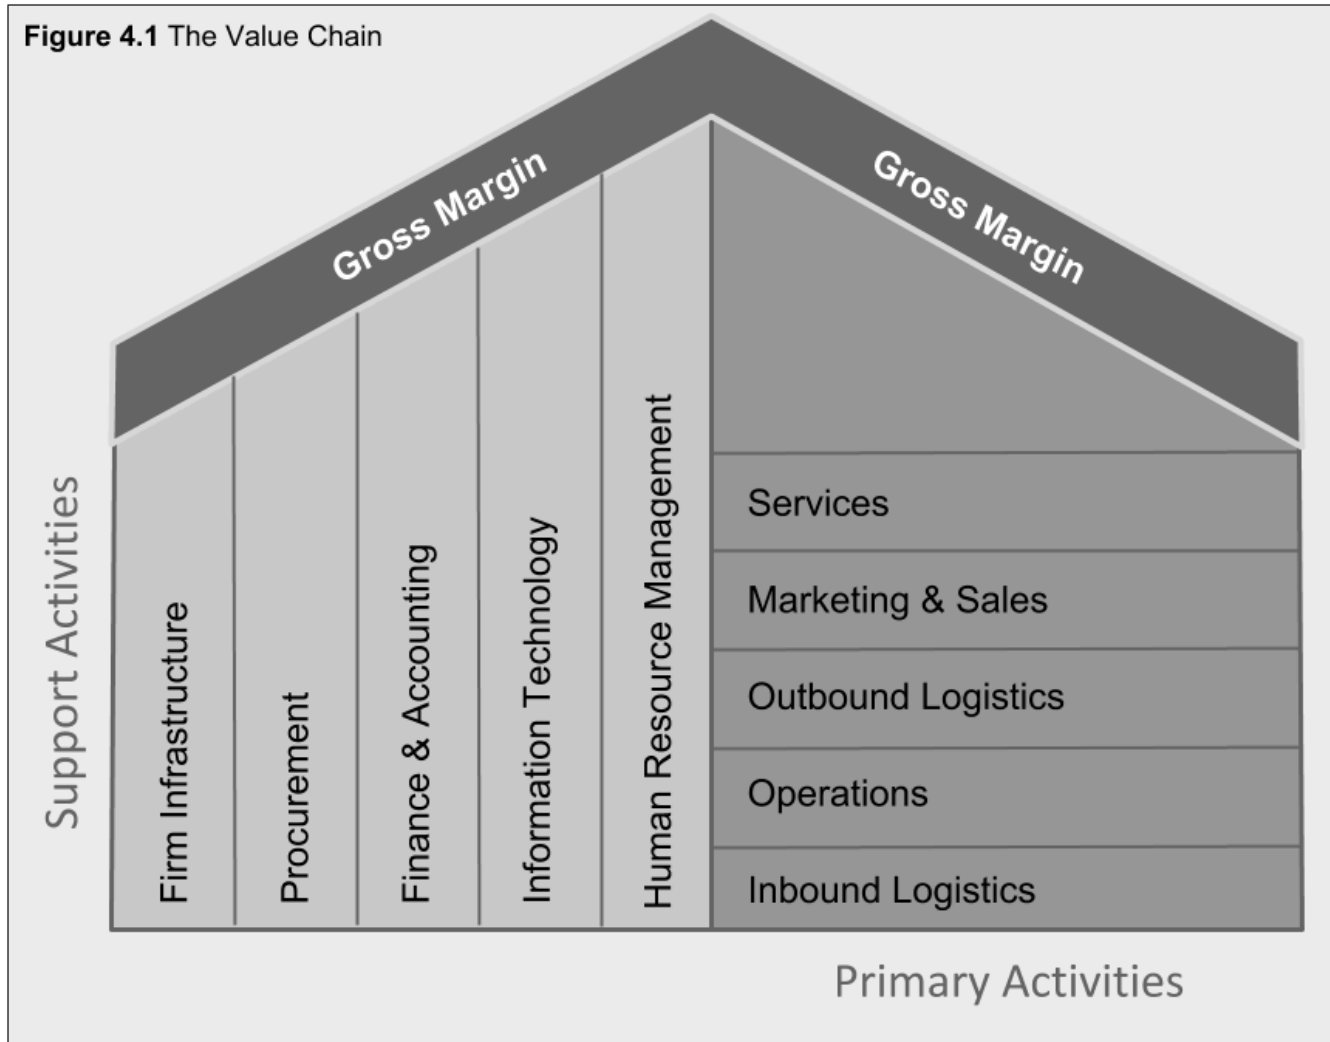 Figure 4.1 The Value Chain
Gross Margin
Gross Margin
Support Activities
Firm Infrastructure
Procurement
Finance & Accounting
Information Technology
Human Resource Management
Services
Marketing & Sales
Outbound Logistics
Operations
Inbound Logistics
Primary Activities